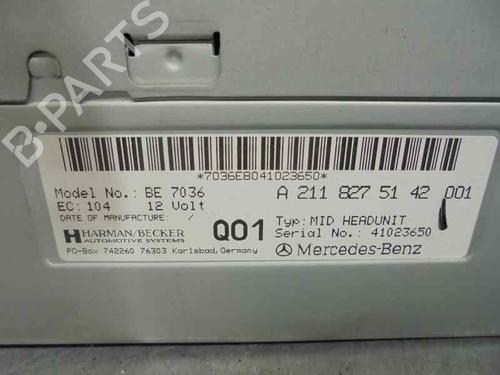 B-PARTS
*7036E8041023650*
Model No.: BE 7036
A 211 827 51 42 001
EC: 104 12 Volt
DATE OF MANUFACTURE: /
Q01
Typ: MID HEADUNIT
HARMAN/BECKER
AUTOMOTIVE SYSTEMS
Serial No.: 41023650
PO-Box 742260 76303 Karlsbad, Germany
Mercedes-Benz